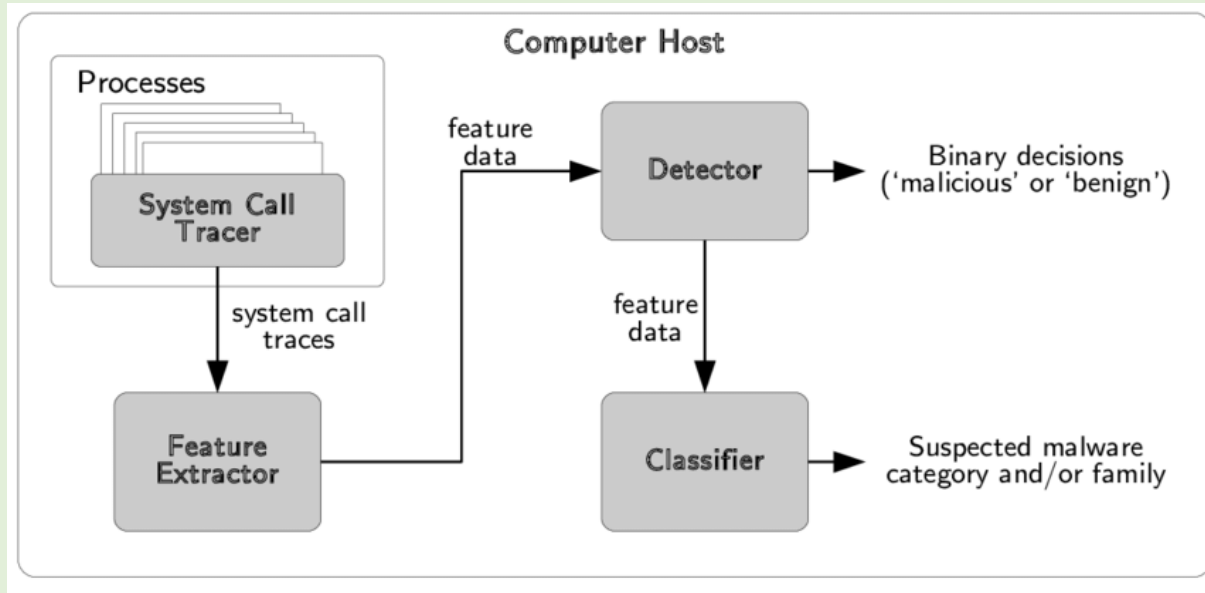 Computer Host
Processes
System Call
Tracer
system call
traces
Feature
Extractor
feature
data
Detector
Binary decisions
(‘malicious’ or ‘benign’)
feature
data
Classifier
Suspected malware
category and/or family